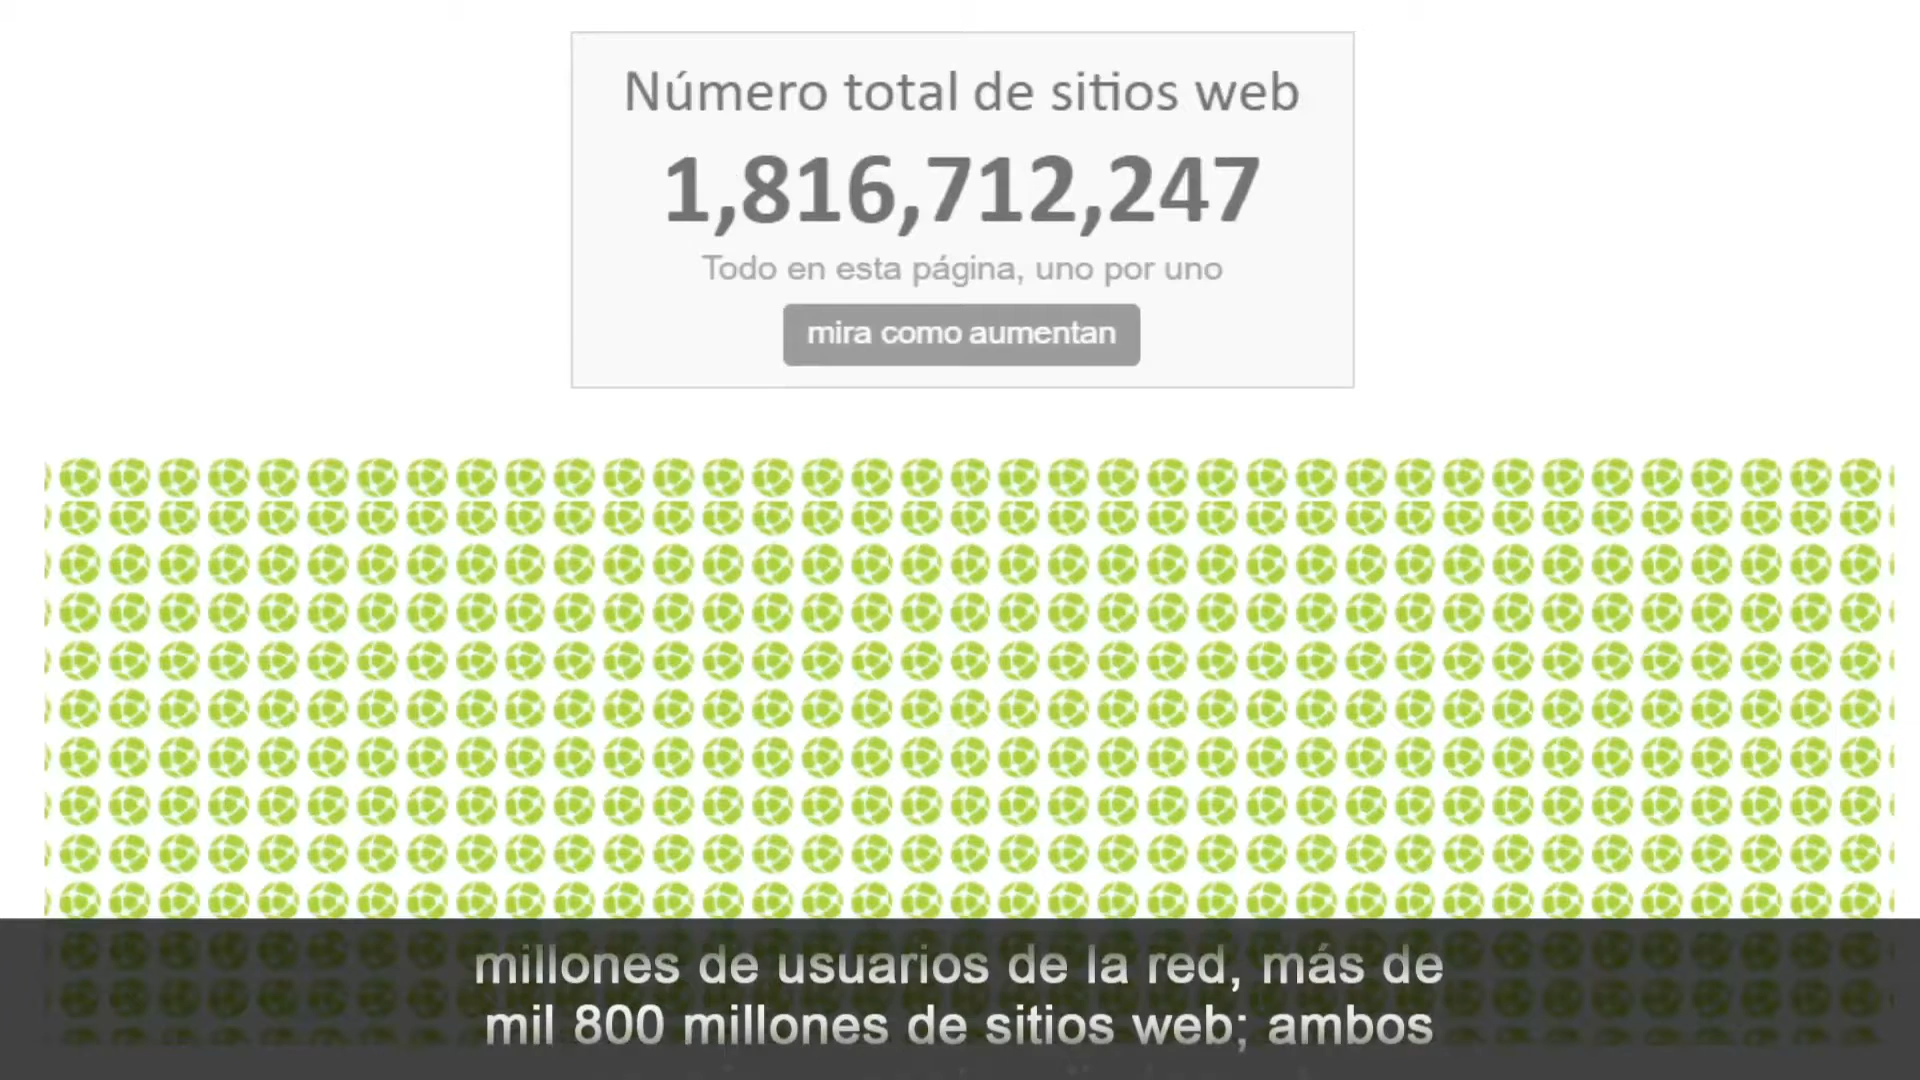 Número total de sitios web
1,816,712,247
Todo en esta página, uno por uno
mira como aumentan
millones de usuarios de la red, más de
mil 800 millones de sitios web; ambos